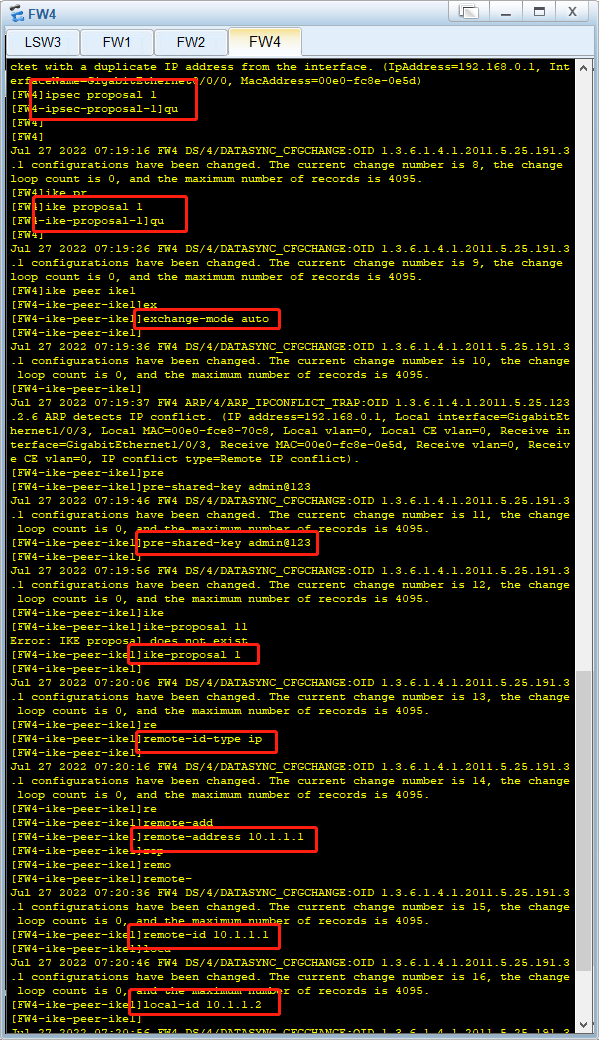 FW4
LSW3 FW1 FW2 FW4
cket with a duplicate IP address from the interface. (IpAddress=192.168.0.1, Int
erfaceName=GigabitEthernet0/0/0, MacAddress=00e0-fc8e-0e5d)
[FW4]ipsec proposal 1
[FW4-ipsec-proposal-1]qu
[FW4]
[FW4]
Jul 27 2022 07:19:16 FW4 DS/4/DATASYNC_CFGCHANGE:OID 1.3.6.1.4.1.2011.5.25.191.3
.1 configurations have been changed. The current change number is 8, the change
loop count is 0, and the maximum number of records is 4095.
[FW4]ike pr
[FW4]ike proposal 1
[FW4-ike-proposal-1]qu
[FW4]
Jul 27 2022 07:19:26 FW4 DS/4/DATASYNC_CFGCHANGE:OID 1.3.6.1.4.1.2011.5.25.191.3
.1 configurations have been changed. The current change number is 9, the change
loop count is 0, and the maximum number of records is 4095.
[FW4]ike peer ike1
[FW4-ike-peer-ike1]ex
[FW4-ike-peer-ike1]exchange-mode auto
[FW4-ike-peer-ike1]
Jul 27 2022 07:19:36 FW4 DS/4/DATASYNC_CFGCHANGE:OID 1.3.6.1.4.1.2011.5.25.191.3
.1 configurations have been changed. The current change number is 10, the change
 loop count is 0, and the maximum number of records is 4095.
[FW4-ike-peer-ike1]
Jul 27 2022 07:19:37 FW4 ARP/4/ARP_IPCONFLICT_TRAP:OID 1.3.6.1.4.1.2011.5.25.123
.2.6 ARP detects IP conflict. (IP address=192.168.0.1, Local interface=GigabitEt
hernet1/0/3, Local MAC=00e0-fce8-70c8, Local vlan=0, Local CE vlan=0, Receive in
terface=GigabitEthernet1/0/3, Receive MAC=00e0-fc8e-0e5d, Receive vlan=0, Receiv
e CE vlan=0, IP conflict type=Remote IP conflict).
[FW4-ike-peer-ike1]pre
[FW4-ike-peer-ike1]pre-shared-key admin@123
Jul 27 2022 07:19:46 FW4 DS/4/DATASYNC_CFGCHANGE:OID 1.3.6.1.4.1.2011.5.25.191.3
.1 configurations have been changed. The current change number is 11, the change
 loop count is 0, and the maximum number of records is 4095.
[FW4-ike-peer-ike1]pre-shared-key admin@123
[FW4-ike-peer-ike1]
Jul 27 2022 07:19:56 FW4 DS/4/DATASYNC_CFGCHANGE:OID 1.3.6.1.4.1.2011.5.25.191.3
.1 configurations have been changed. The current change number is 12, the change
 loop count is 0, and the maximum number of records is 4095.
[FW4-ike-peer-ike1]ike
[FW4-ike-peer-ike1]ike-proposal 11
Error: IKE proposal does not exist
[FW4-ike-peer-ike1]ike-proposal 1
[FW4-ike-peer-ike1]
Jul 27 2022 07:20:06 FW4 DS/4/DATASYNC_CFGCHANGE:OID 1.3.6.1.4.1.2011.5.25.191.3
.1 configurations have been changed. The current change number is 13, the change
 loop count is 0, and the maximum number of records is 4095.
[FW4-ike-peer-ike1]re
[FW4-ike-peer-ike1]remote-id-type ip
[FW4-ike-peer-ike1]
Jul 27 2022 07:20:16 FW4 DS/4/DATASYNC_CFGCHANGE:OID 1.3.6.1.4.1.2011.5.25.191.3
.1 configurations have been changed. The current change number is 14, the change
 loop count is 0, and the maximum number of records is 4095.
[FW4-ike-peer-ike1]re
[FW4-ike-peer-ike1]remote-add
[FW4-ike-peer-ike1]remote-address 10.1.1.1
[FW4-ike-peer-ike1]
[FW4-ike-peer-ike1]remo
[FW4-ike-peer-ike1]remote-
Jul 27 2022 07:20:36 FW4 DS/4/DATASYNC_CFGCHANGE:OID 1.3.6.1.4.1.2011.5.25.191.3
.1 configurations have been changed. The current change number is 15, the change
 loop count is 0, and the maximum number of records is 4095.
[FW4-ike-peer-ike1]remote-id 10.1.1.1
[FW4-ike-peer-ike1]loca
Jul 27 2022 07:20:46 FW4 DS/4/DATASYNC_CFGCHANGE:OID 1.3.6.1.4.1.2011.5.25.191.3
.1 configurations have been changed. The current change number is 16, the change
 loop count is 0, and the maximum number of records is 4095.
[FW4-ike-peer-ike1]local-id 10.1.1.2
[FW4-ike-peer-ike1]
Jul 27 2022 07:20:56 FW4 DS/4/DATASYNC_CFGCHANGE:OID 1.3.6.1.4.1.2011.5.25.191.3